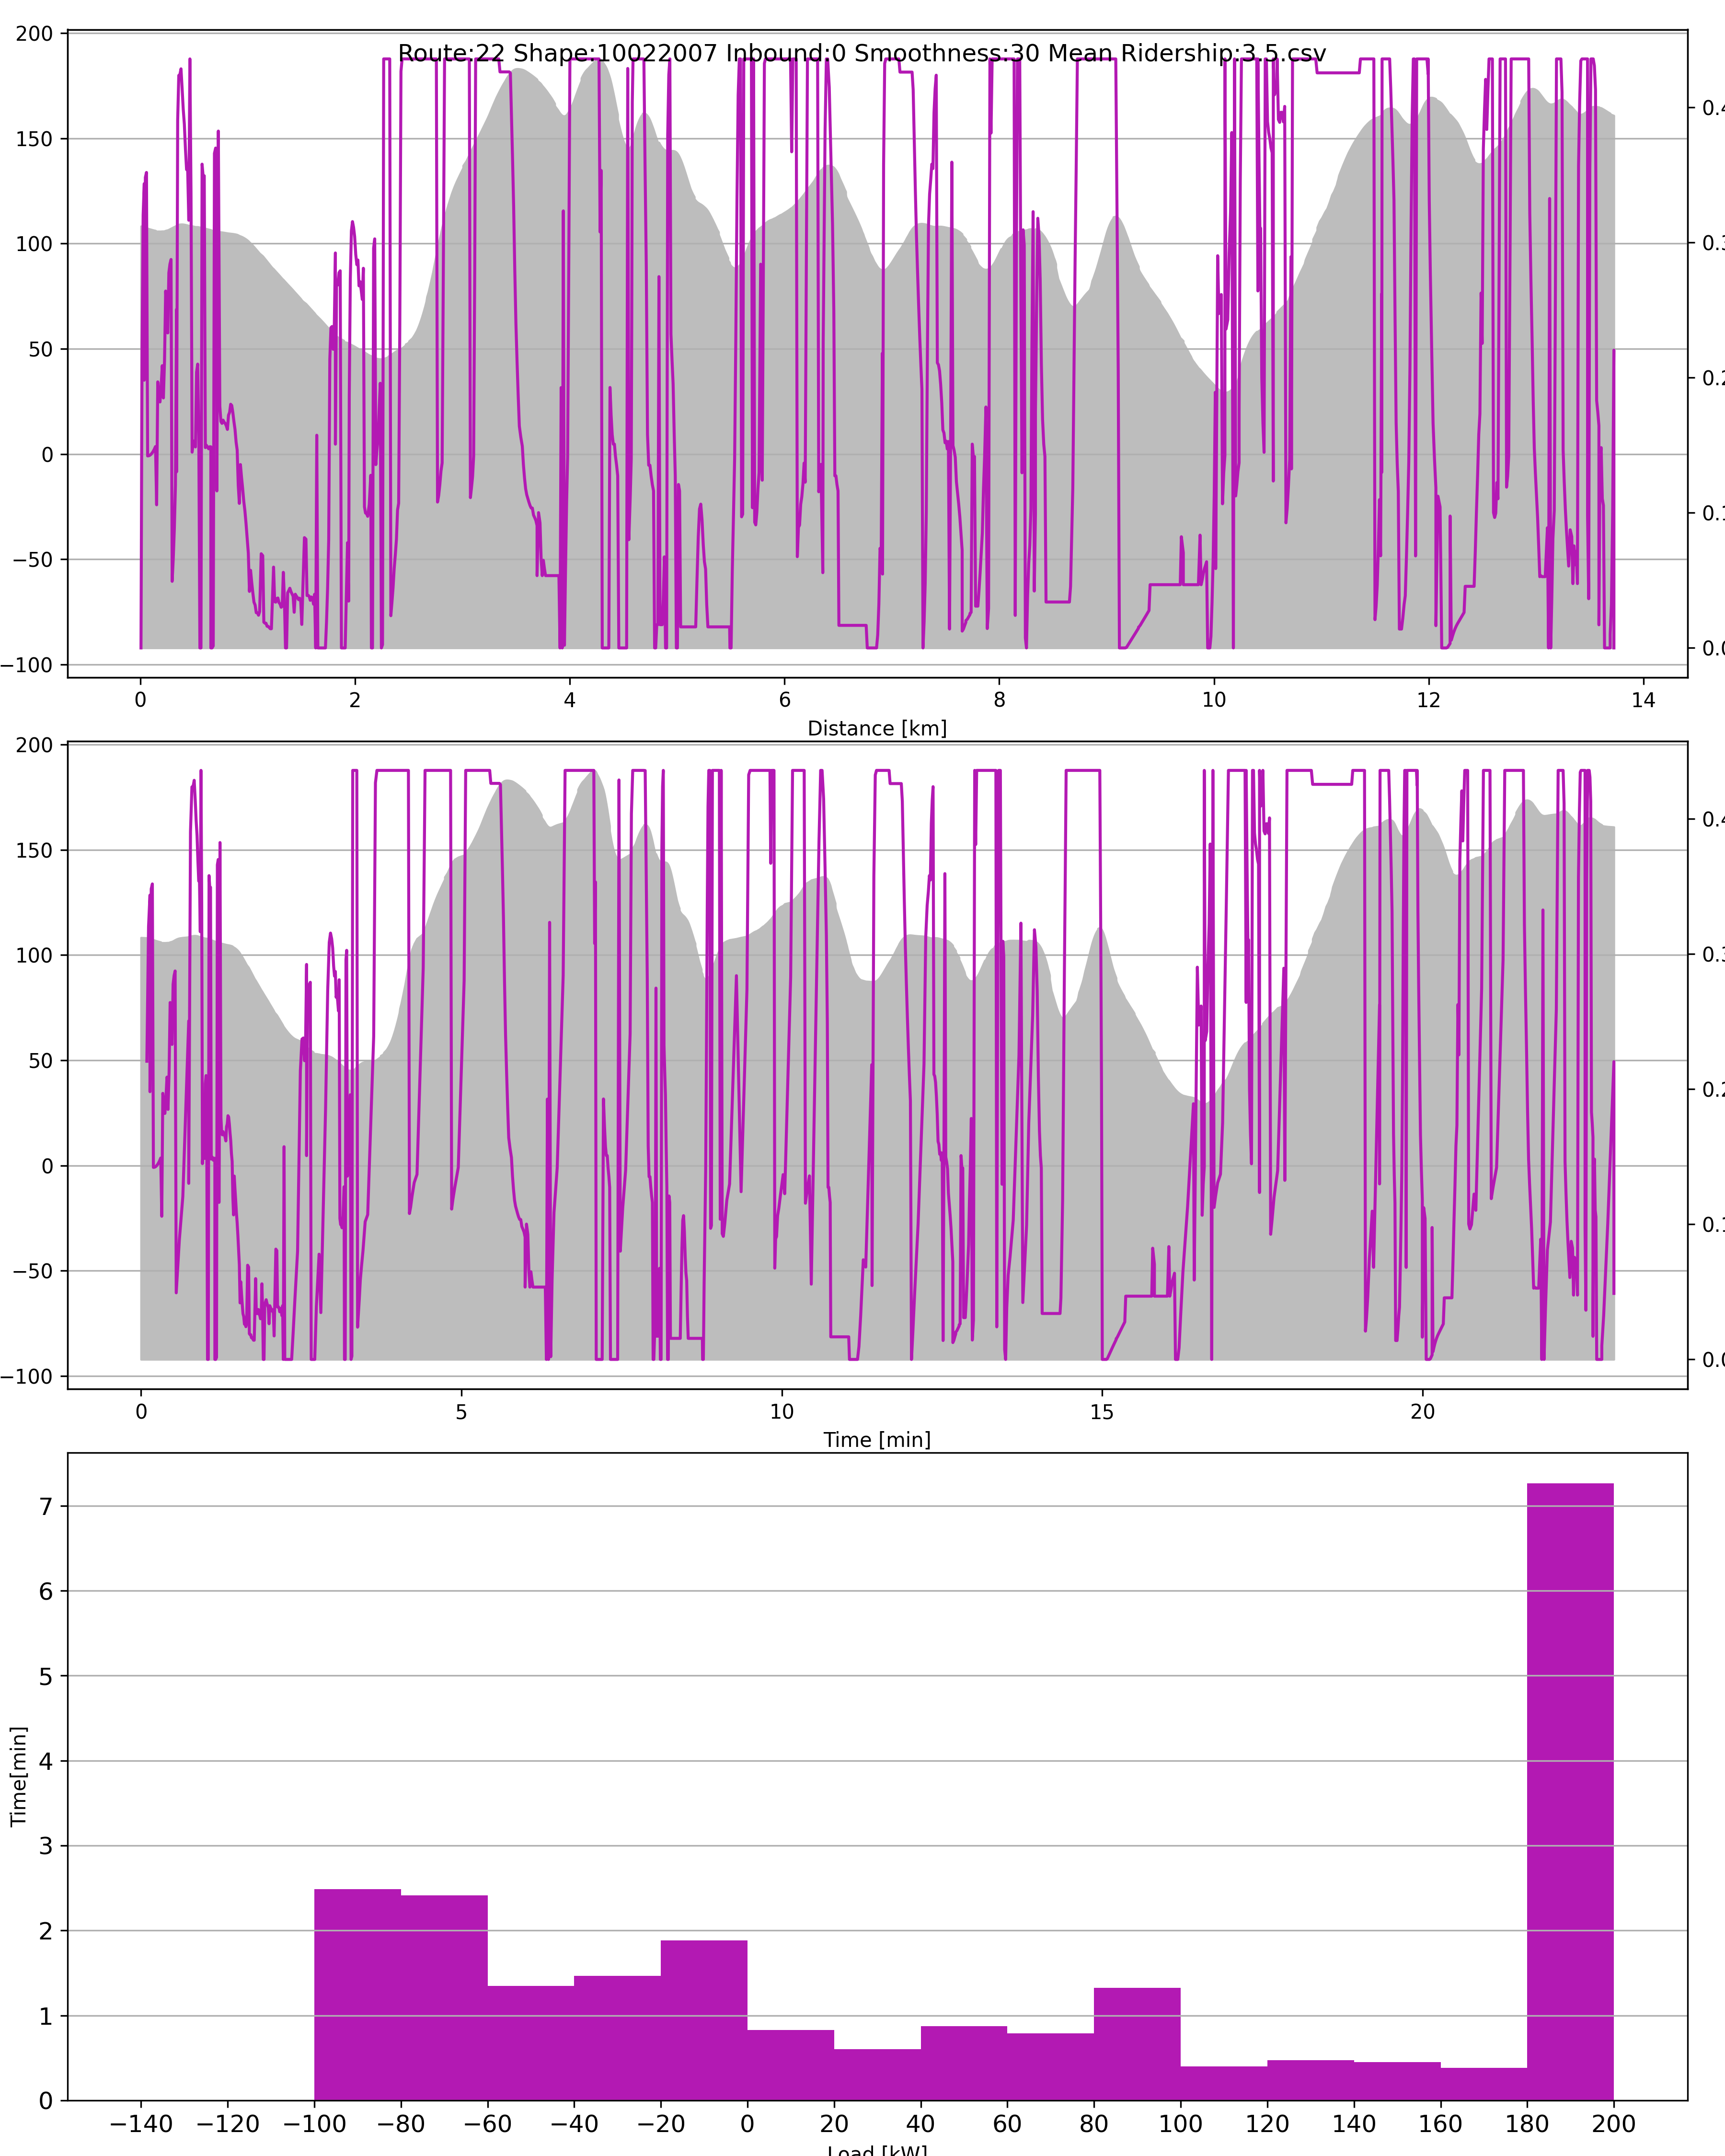 Route:22 Shape:10022007 Inbound:0 Smoothness:30 Mean Ridership:3.5.csv
200
150
100
50
0
−50
−100
0 2 4 6 8 10 12 14
Distance [km]
200
150
100
50
0
−50
−100
0 5 10 15 20
Time [min]
7
6
5
4
3
2
1
0
Time[min]
−140 −120 −100 −80 −60 −40 −20 0 20 40 60 80 100 120 140 160 180 200
Load [kW]